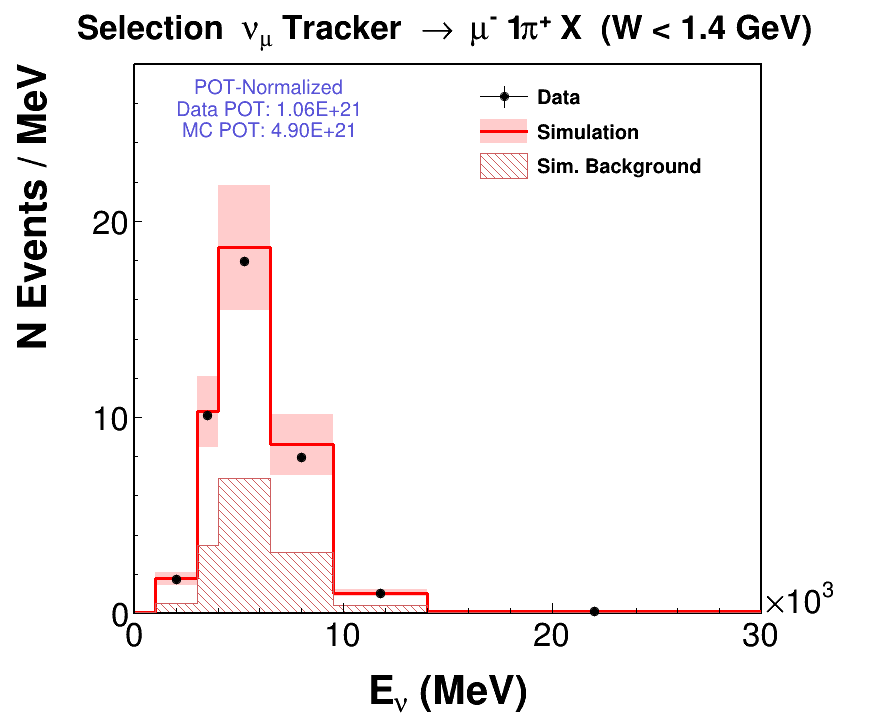 Selection ν_μ Tracker → μ⁻ 1π⁺ X (W < 1.4 GeV)
POT-Normalized
Data POT: 1.06E+21
MC POT: 4.90E+21
Data
Simulation
Sim. Background
N Events / MeV
20
10
0
0 10 20 30
×10³
E_ν (MeV)